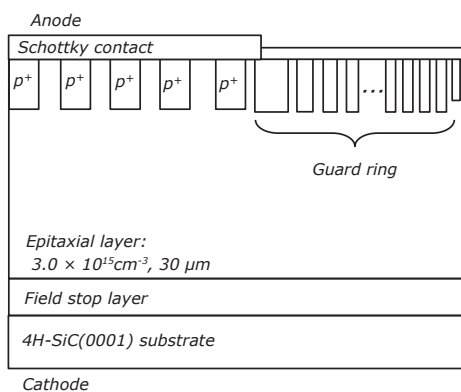 Anode
Schottky contact
p⁺ p⁺ p⁺ p⁺ p⁺
...
Guard ring
Epitaxial layer:
3.0 × 10¹⁵cm⁻³, 30 μm
Field stop layer
4H-SiC(0001) substrate
Cathode